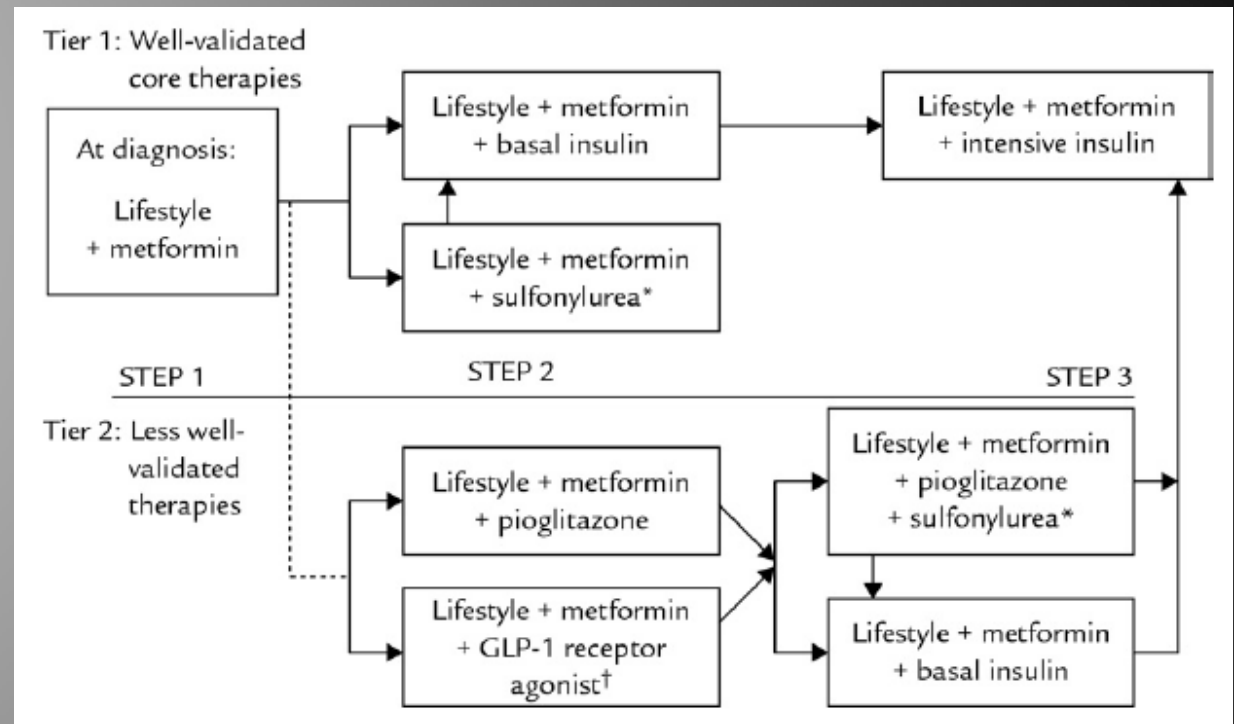 Tier 1: Well-validated
core therapies
At diagnosis:
Lifestyle
+ metformin
Lifestyle + metformin
+ basal insulin
Lifestyle + metformin
+ sulfonylurea*
Lifestyle + metformin
+ intensive insulin
STEP 1
STEP 2
STEP 3
Tier 2: Less well-
validated
therapies
Lifestyle + metformin
+ pioglitazone
Lifestyle + metformin
+ GLP-1 receptor
agonist†
Lifestyle + metformin
+ pioglitazone
+ sulfonylurea*
Lifestyle + metformin
+ basal insulin